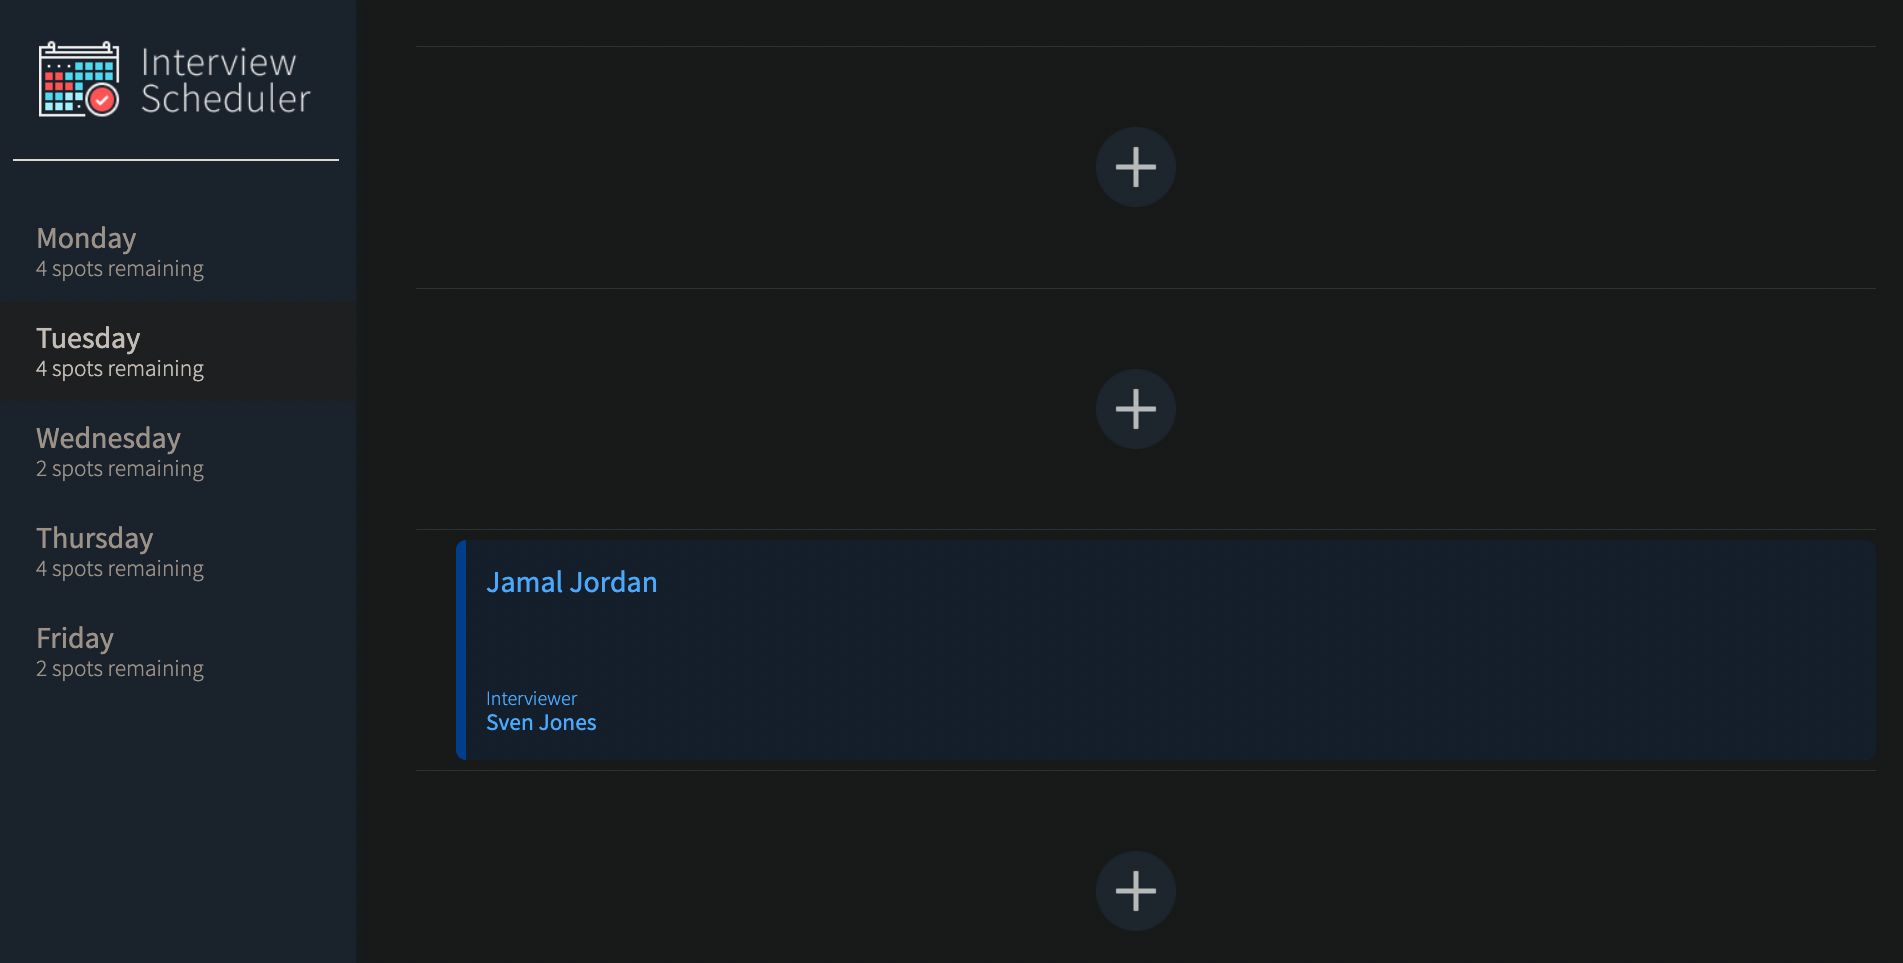 Interview
Scheduler
Monday
4 spots remaining
Tuesday
4 spots remaining
Wednesday
2 spots remaining
Thursday
4 spots remaining
Friday
2 spots remaining
Jamal Jordan
Interviewer
Sven Jones